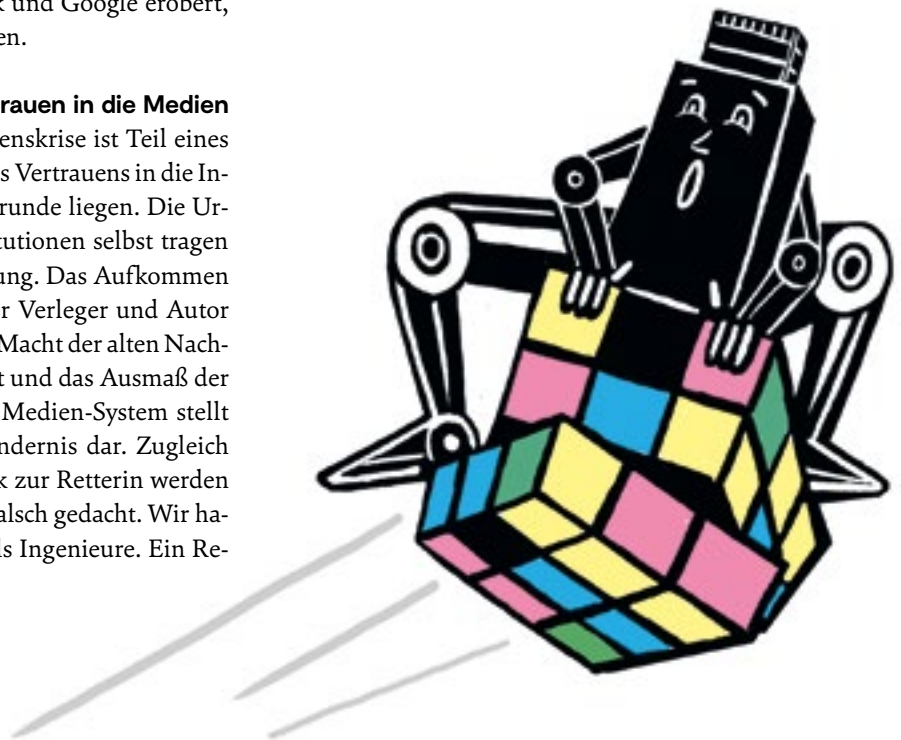 k und Google erobert,
en.
rauen in die Medien
enskrise ist Teil eines
s Vertrauens in die In-
runde liegen. Die Ur-
tutionen selbst tragen
ung. Das Aufkommen
r Verleger und Autor
Macht der alten Nach-
t und das Ausmaß der
Medien-System stellt
ndernis dar. Zugleich
k zur Retterin werden
alsch gedacht. Wir ha-
ls Ingenieure. Ein Re-